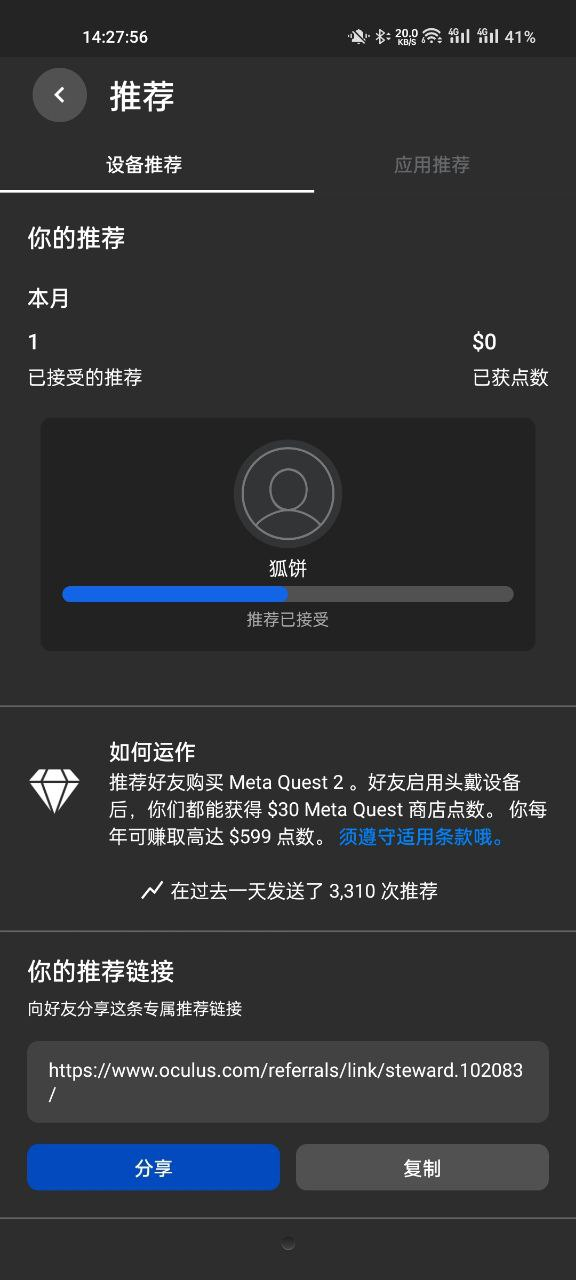 14:27:56
20.0
KB/S
6
4G
4G
41%
推荐
设备推荐
应用推荐
你的推荐
本月
1
$0
已接受的推荐
已获点数
狐饼
推荐已接受
如何运作
推荐好友购买 Meta Quest 2 。好友启用头戴设备
后，你们都能获得 $30 Meta Quest 商店点数。 你每
年可赚取高达 $599 点数。 须遵守适用条款哦。
在过去一天发送了 3,310 次推荐
你的推荐链接
向好友分享这条专属推荐链接
https://www.oculus.com/referrals/link/steward.102083
/
分享
复制